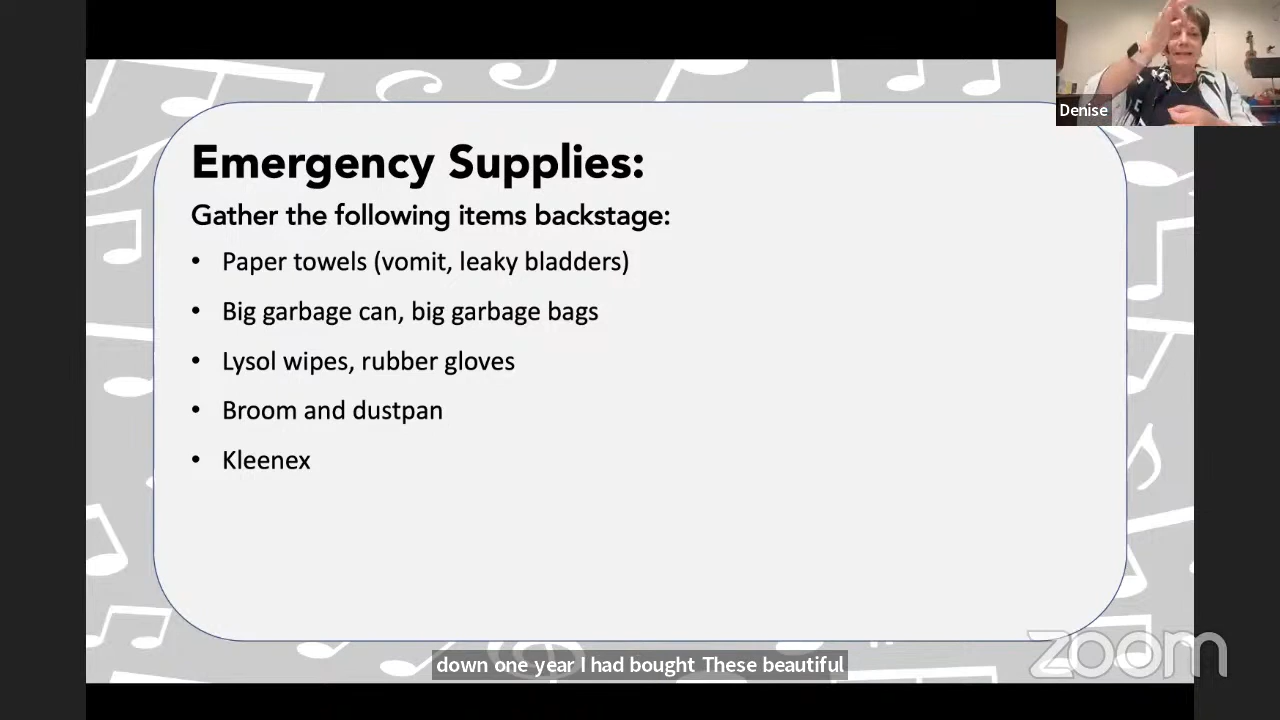 Denise
Emergency Supplies:
Gather the following items backstage:
• Paper towels (vomit, leaky bladders)
• Big garbage can, big garbage bags
• Lysol wipes, rubber gloves
• Broom and dustpan
• Kleenex
down one year I had bought These beautiful
zoom